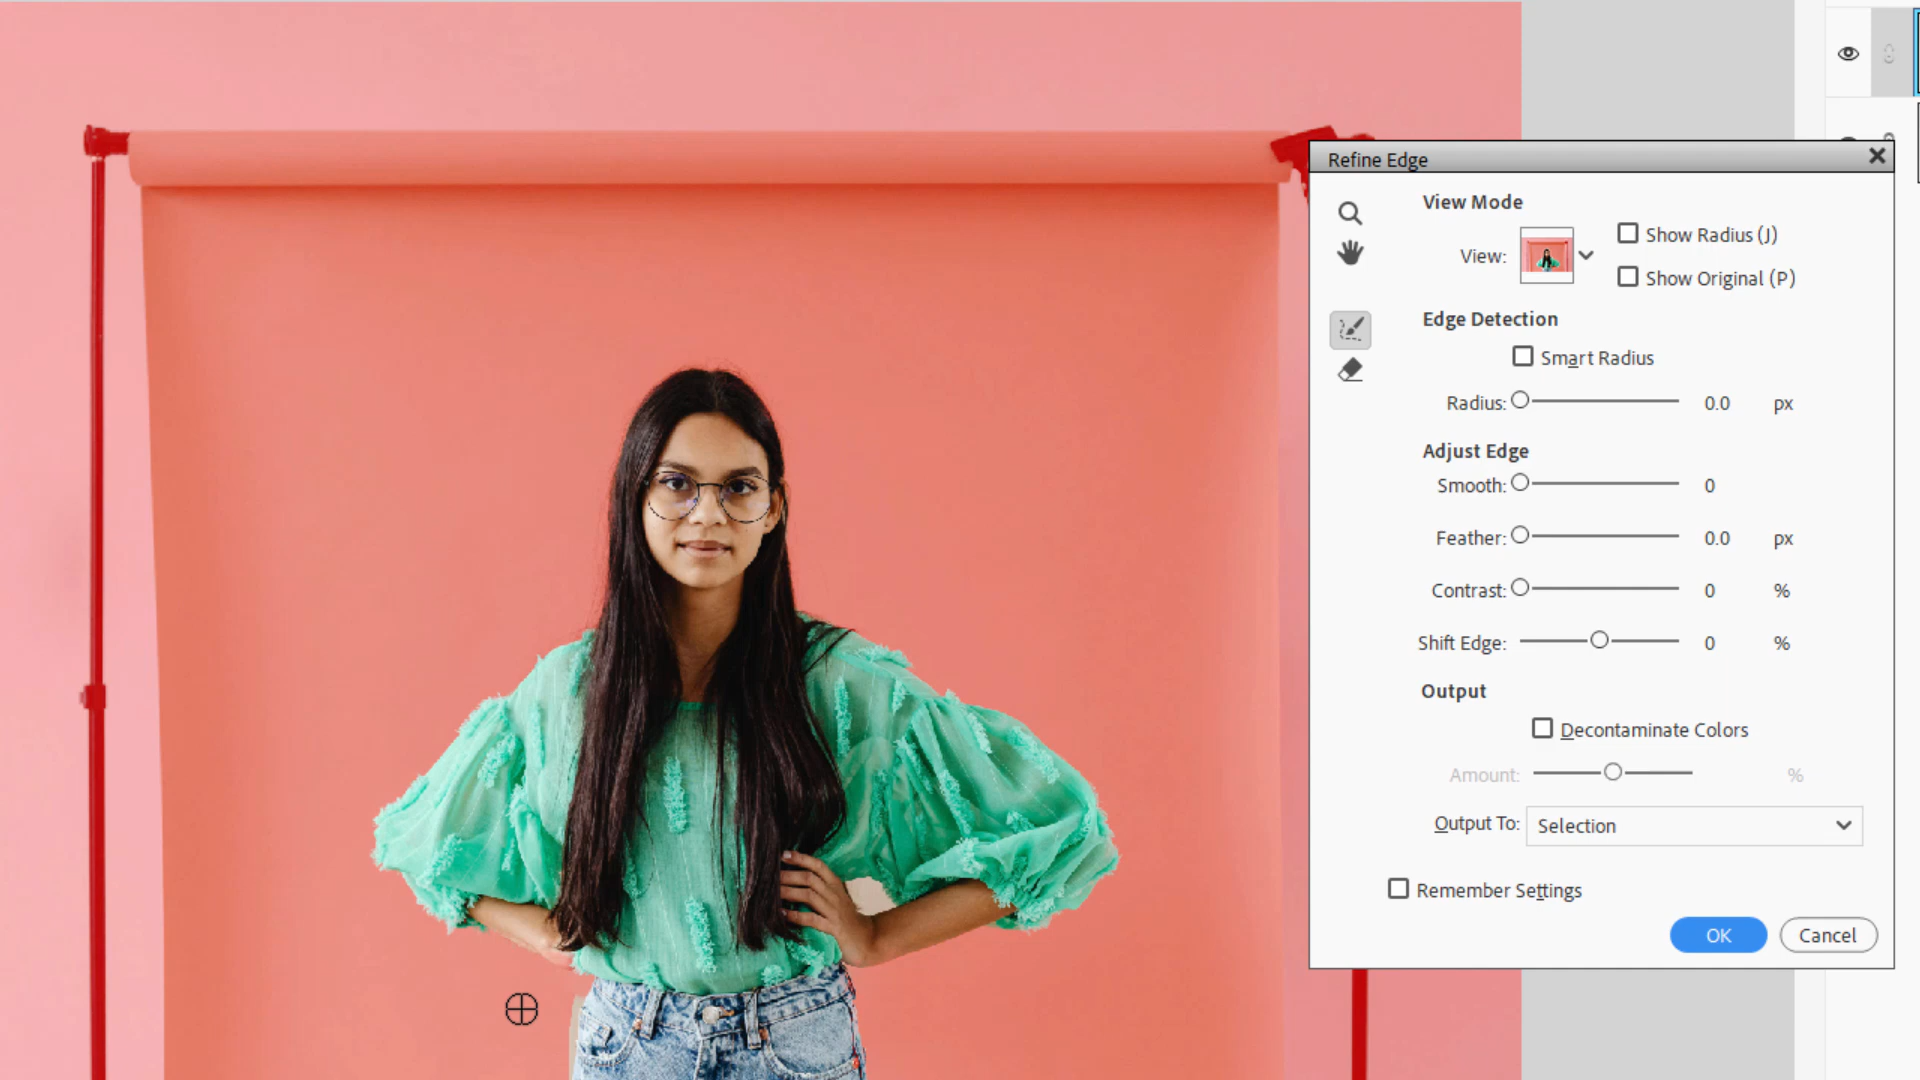 Refine Edge
View Mode
View:
Show Radius (J)
Show Original (P)
Edge Detection
Smart Radius
Radius: 0.0 px
Adjust Edge
Smooth: 0
Feather: 0.0 px
Contrast: 0 %
Shift Edge: 0 %
Output
Decontaminate Colors
Amount: %
Output To: Selection
Remember Settings
OK Cancel